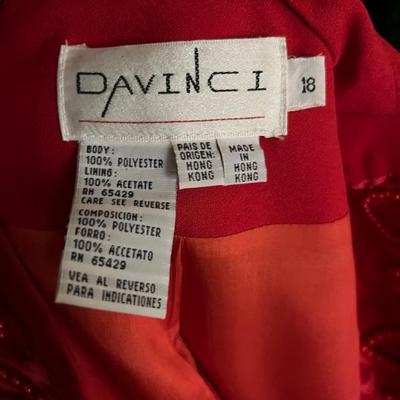 DAVINCI
18
BODY:
100% POLYESTER
LINING:
100% ACETATE
RN 65429
CARE SEE REVERSE
COMPOSICION:
100% POLYESTER
FORRO:
100% ACCETATO
RN 65429
VEA AL REVERSO
PARA INDICATIONES
PAIS DE
ORIGEN:
HONG
KONG
MADE
IN
HONG
KONG